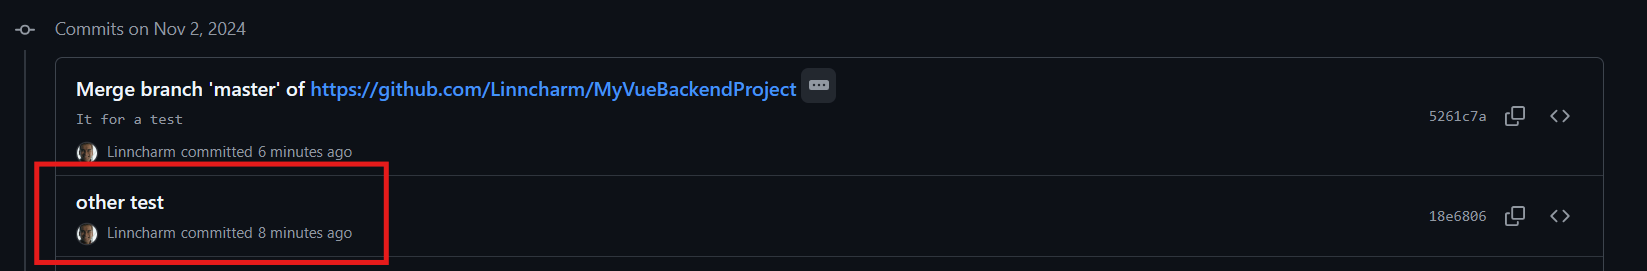 Commits on Nov 2, 2024
Merge branch 'master' of https://github.com/Linncharm/MyVueBackendProject
It for a test
5261c7a
Linncharm committed 6 minutes ago
other test
18e6806
Linncharm committed 8 minutes ago